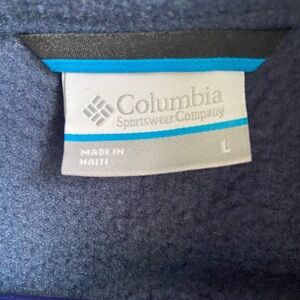 Columbia
Sportswear Company
MADE IN
HAITI
L